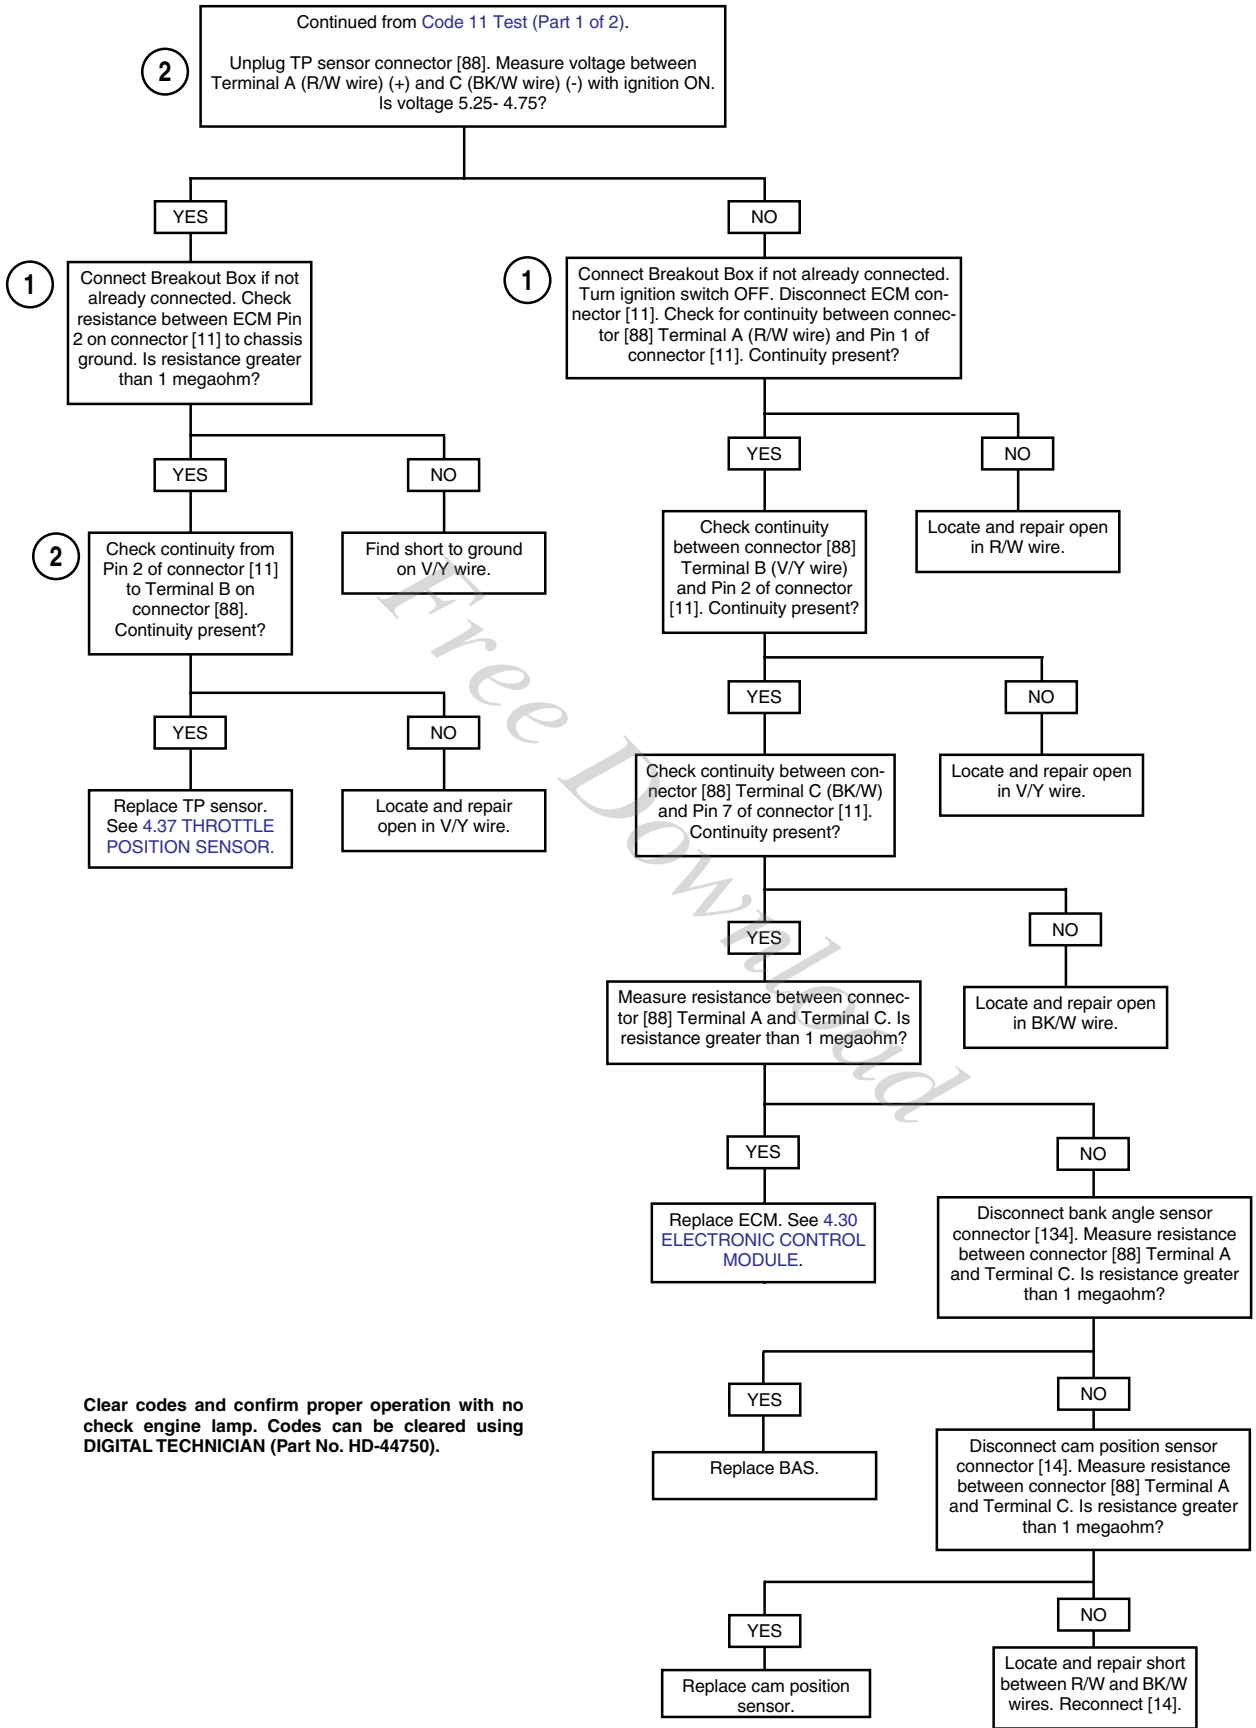 Continued from Code 11 Test (Part 1 of 2).
2
Unplug TP sensor connector [88]. Measure voltage between
Terminal A (R/W wire) (+) and C (BK/W wire) (-) with ignition ON.
Is voltage 5.25- 4.75?
YES
NO
1
Connect Breakout Box if not
already connected. Check
resistance between ECM Pin
2 on connector [11] to chassis
ground. Is resistance greater
than 1 megaohm?
1
Connect Breakout Box if not already connected.
Turn ignition switch OFF. Disconnect ECM con-
nector [11]. Check for continuity between connec-
tor [88] Terminal A (R/W wire) and Pin 1 of
connector [11]. Continuity present?
YES
NO
YES
NO
2
Check continuity from
Pin 2 of connector [11]
to Terminal B on
connector [88].
Continuity present?
Find short to ground
on V/Y wire.
Check continuity
between connector [88]
Terminal B (V/Y wire)
and Pin 2 of connector
[11]. Continuity present?
Locate and repair open
in R/W wire.
YES
NO
YES
NO
Replace TP sensor.
See 4.37 THROTTLE
POSITION SENSOR.
Locate and repair
open in V/Y wire.
Check continuity between con-
nector [88] Terminal C (BK/W)
and Pin 7 of connector [11].
Continuity present?
Locate and repair open
in V/Y wire.
YES
NO
Measure resistance between connec-
tor [88] Terminal A and Terminal C. Is
resistance greater than 1 megaohm?
Locate and repair open
in BK/W wire.
YES
NO
Replace ECM. See 4.30
ELECTRONIC CONTROL
MODULE.
Disconnect bank angle sensor
connector [134]. Measure resistance
between connector [88] Terminal A
and Terminal C. Is resistance greater
than 1 megaohm?
YES
NO
Clear codes and confirm proper operation with no
check engine lamp. Codes can be cleared using
DIGITAL TECHNICIAN (Part No. HD-44750).
Replace BAS.
Disconnect cam position sensor
connector [14]. Measure resistance
between connector [88] Terminal A
and Terminal C. Is resistance greater
than 1 megaohm?
YES
NO
Replace cam position
sensor.
Locate and repair short
between R/W and BK/W
wires. Reconnect [14].
Free Download